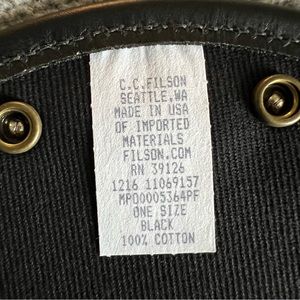 C.C.FILSON
SEATTLE,WA
MADE IN USA
OF IMPORTED
MATERIALS
FILSON.COM
RN 39126
1216 11069157
MP00005364PF
ONE SIZE
BLACK
100% COTTON